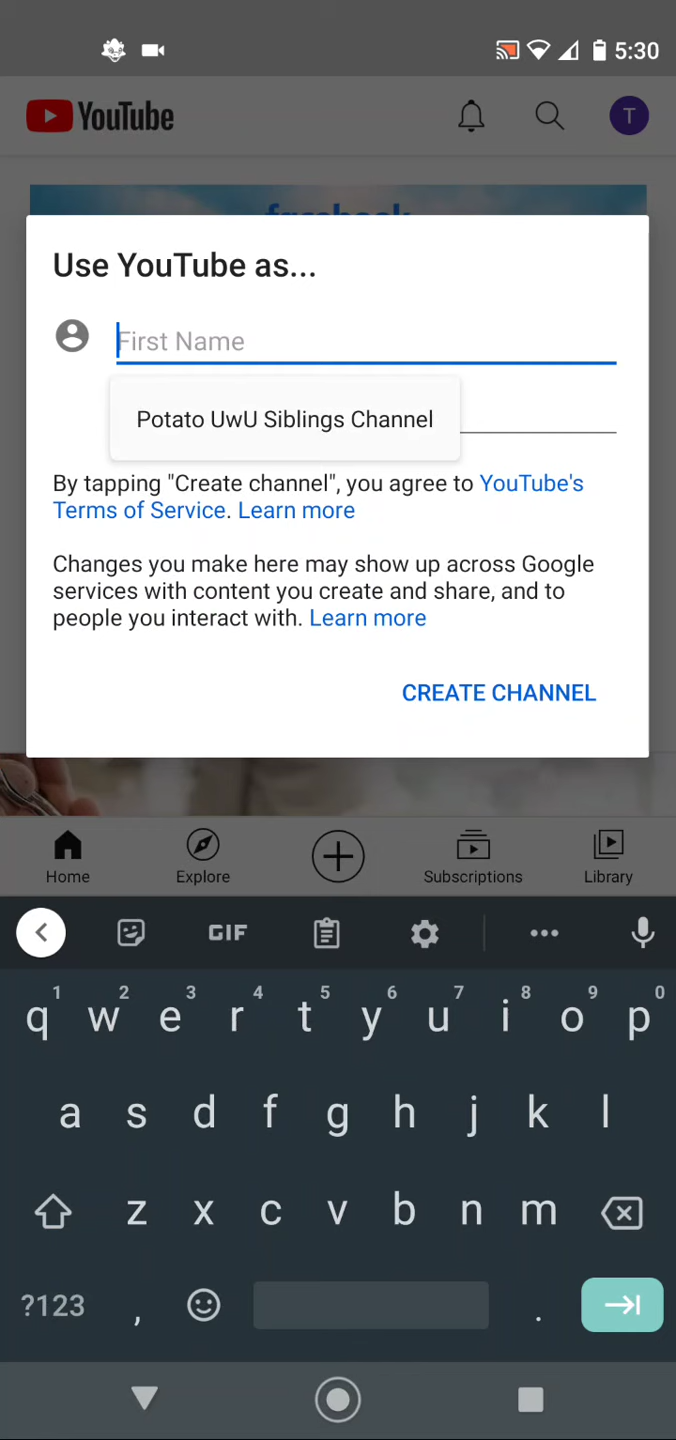 5:30
YouTube
T
facebook
Use YouTube as...
First Name
Potato UwU Siblings Channel
By tapping "Create channel", you agree to YouTube's
Terms of Service. Learn more
Changes you make here may show up across Google
services with content you create and share, and to
people you interact with. Learn more
CREATE CHANNEL
Home Explore Subscriptions Library
GIF
1 2 3 4 5 6 7 8 9 0
q w e r t y u i o p
a s d f g h j k l
z x c v b n m
?123 , .